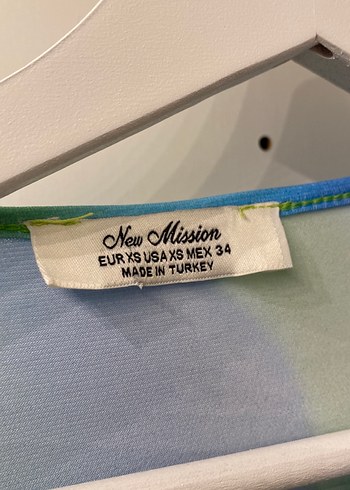 New Mission
EUR XS USA XS MEX 34
MADE IN TURKEY